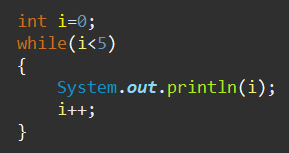 int i=0;
while(i<5)
{
    System.out.println(i);
    i++;
}